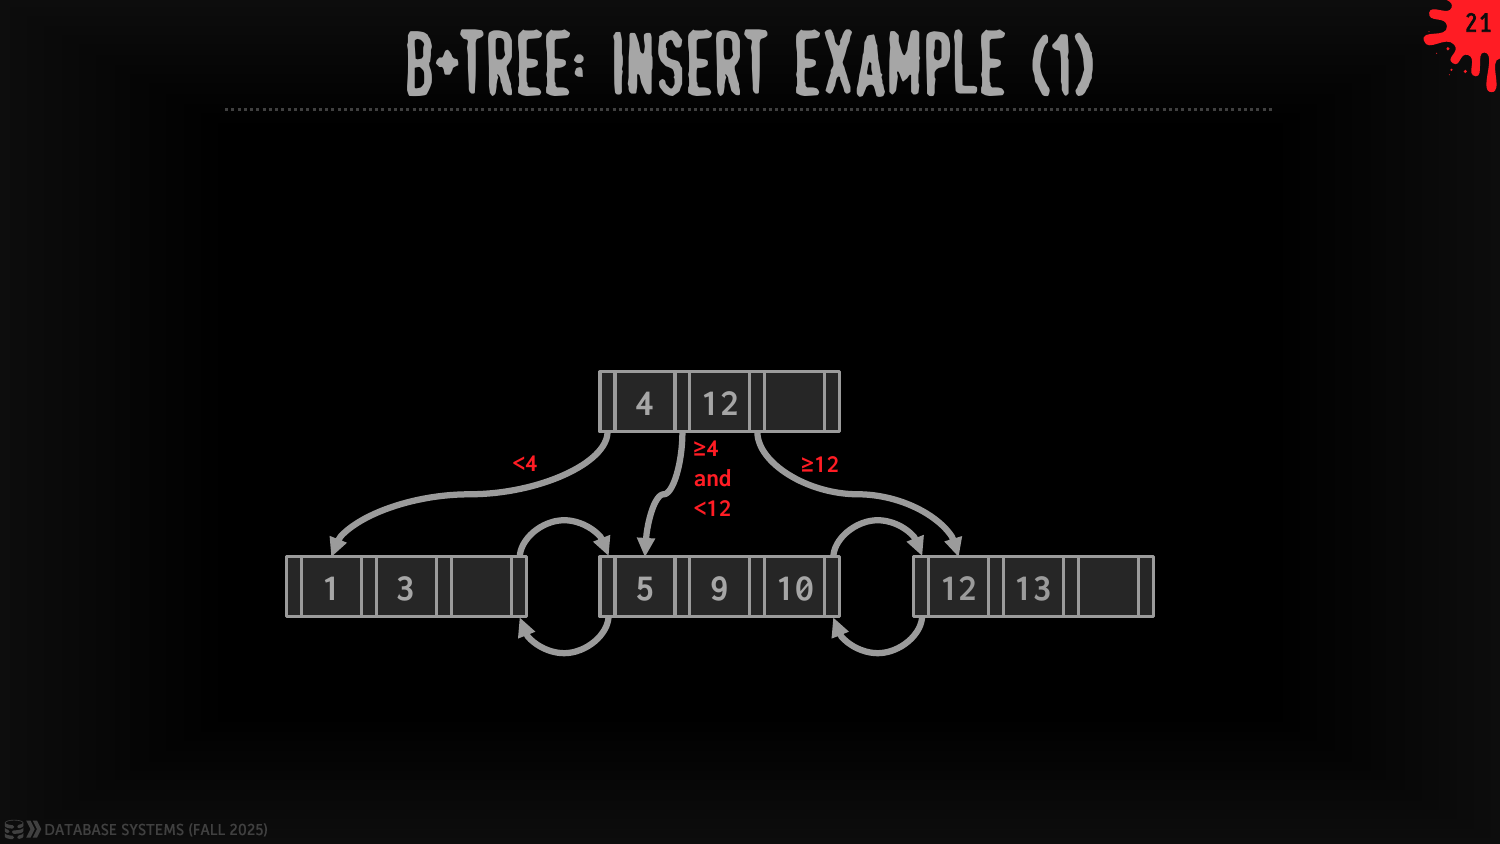 B+TREE: INSERT EXAMPLE (1)
21
4 12
<4
≥4
and
<12
≥12
1 3
5 9 10
12 13
DATABASE SYSTEMS (FALL 2025)